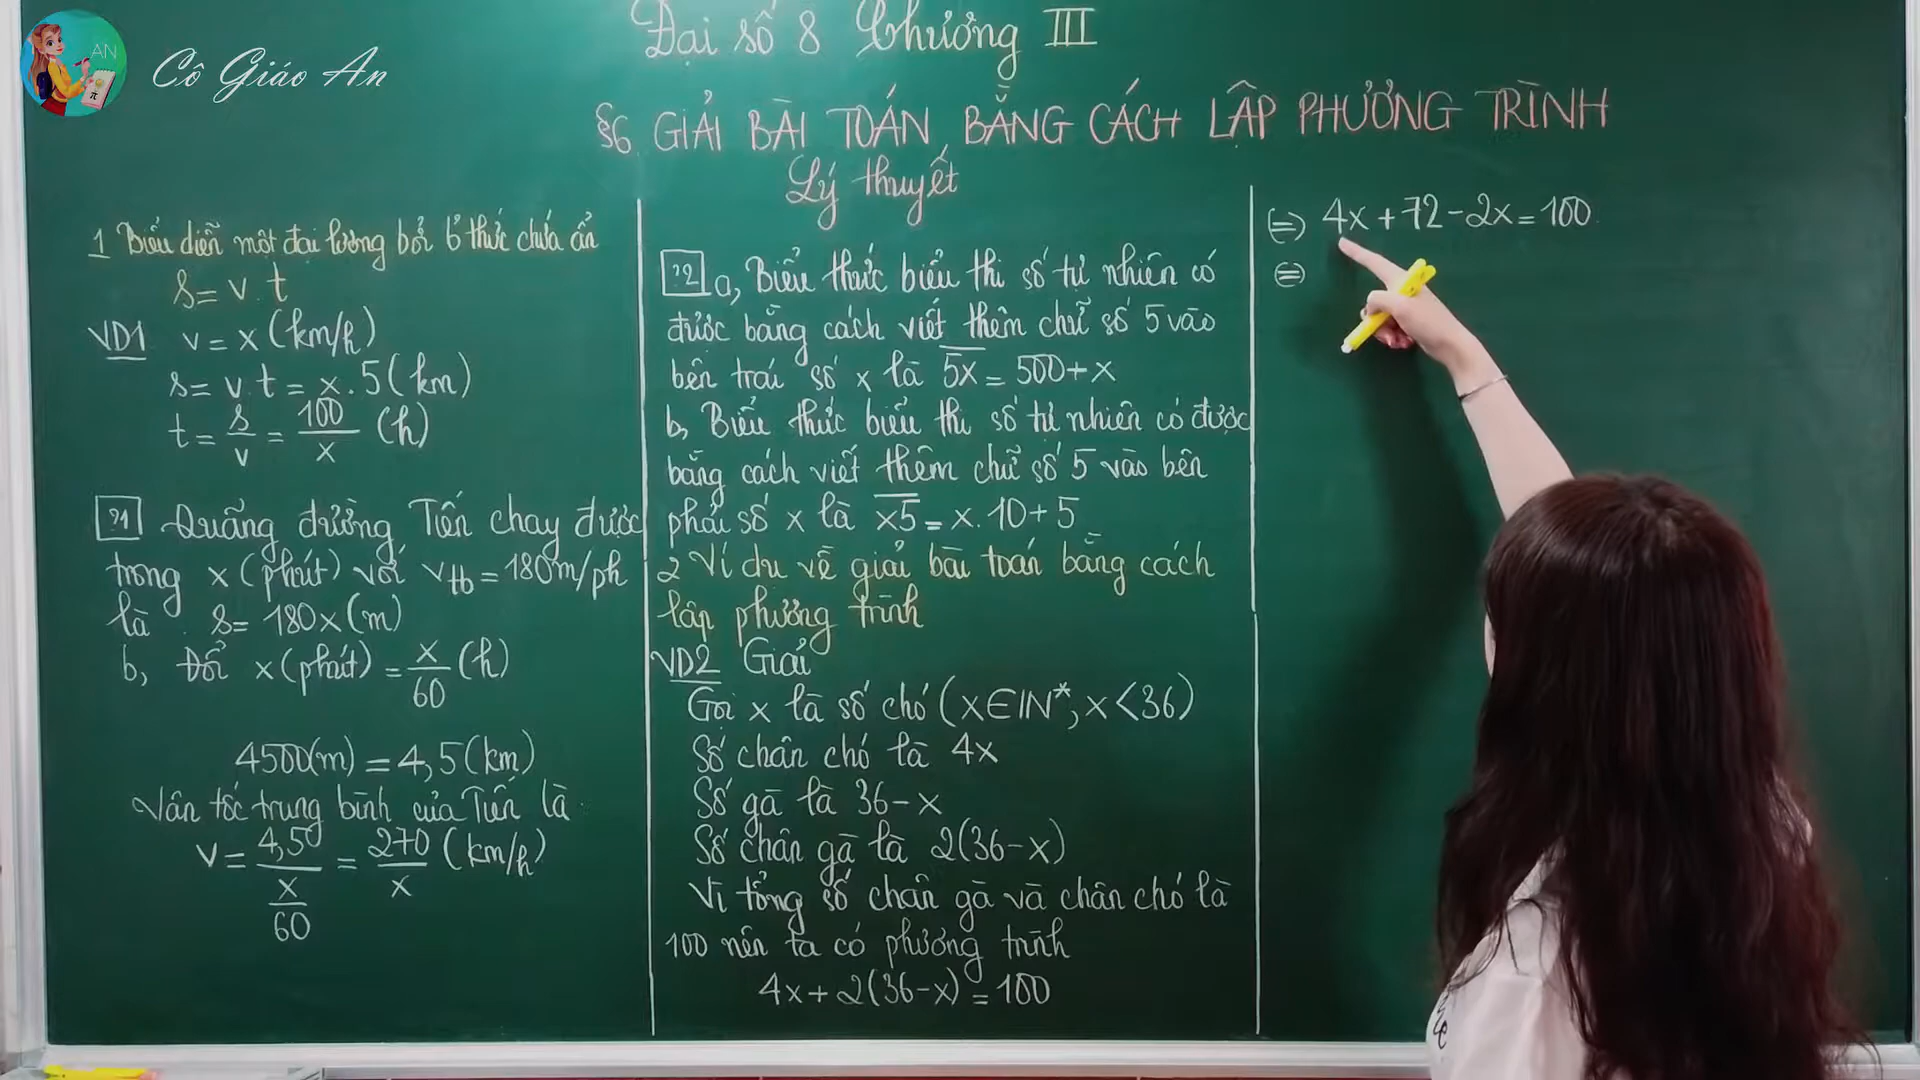 AN
Cô Giáo An
Đại số 8 Chương III
§6 GIẢI BÀI TOÁN BẰNG CÁCH LẬP PHƯƠNG TRÌNH
Lý thuyết
1 Biểu diễn một đại lượng bởi b thức chứa ẩn
s = v . t
VD1 v = x (km/h)
s = v . t = x . 5 (km)
t = s/v = 100/x (h)
?1 Quãng đường Tiến chạy được
trong x (phút) với vtb = 180m/ph
là s = 180x (m)
b, Đổi x (phút) = x/60 (h)
4500(m) = 4,5 (km)
Vận tốc trung bình của Tiến là
v = 4,50/(x/60) = 270/x (km/h)
?2 a, Biểu thức biểu thị số tự nhiên có
được bằng cách viết thêm chữ số 5 vào
bên trái số x là 5x = 500 + x
b, Biểu thức biểu thị số tự nhiên có được
bằng cách viết thêm chữ số 5 vào bên
phải số x là x5 = x . 10 + 5
2 Ví dụ về giải bài toán bằng cách
lập phương trình
VD2 Giải
Gọi x là số chó (x ∈ N*, x < 36)
Số chân chó là 4x
Số gà là 36 - x
Số chân gà là 2(36 - x)
Vì tổng số chân gà và chân chó là
100 nên ta có phương trình
4x + 2(36 - x) = 100
(=) 4x + 72 - 2x = 100
(=)